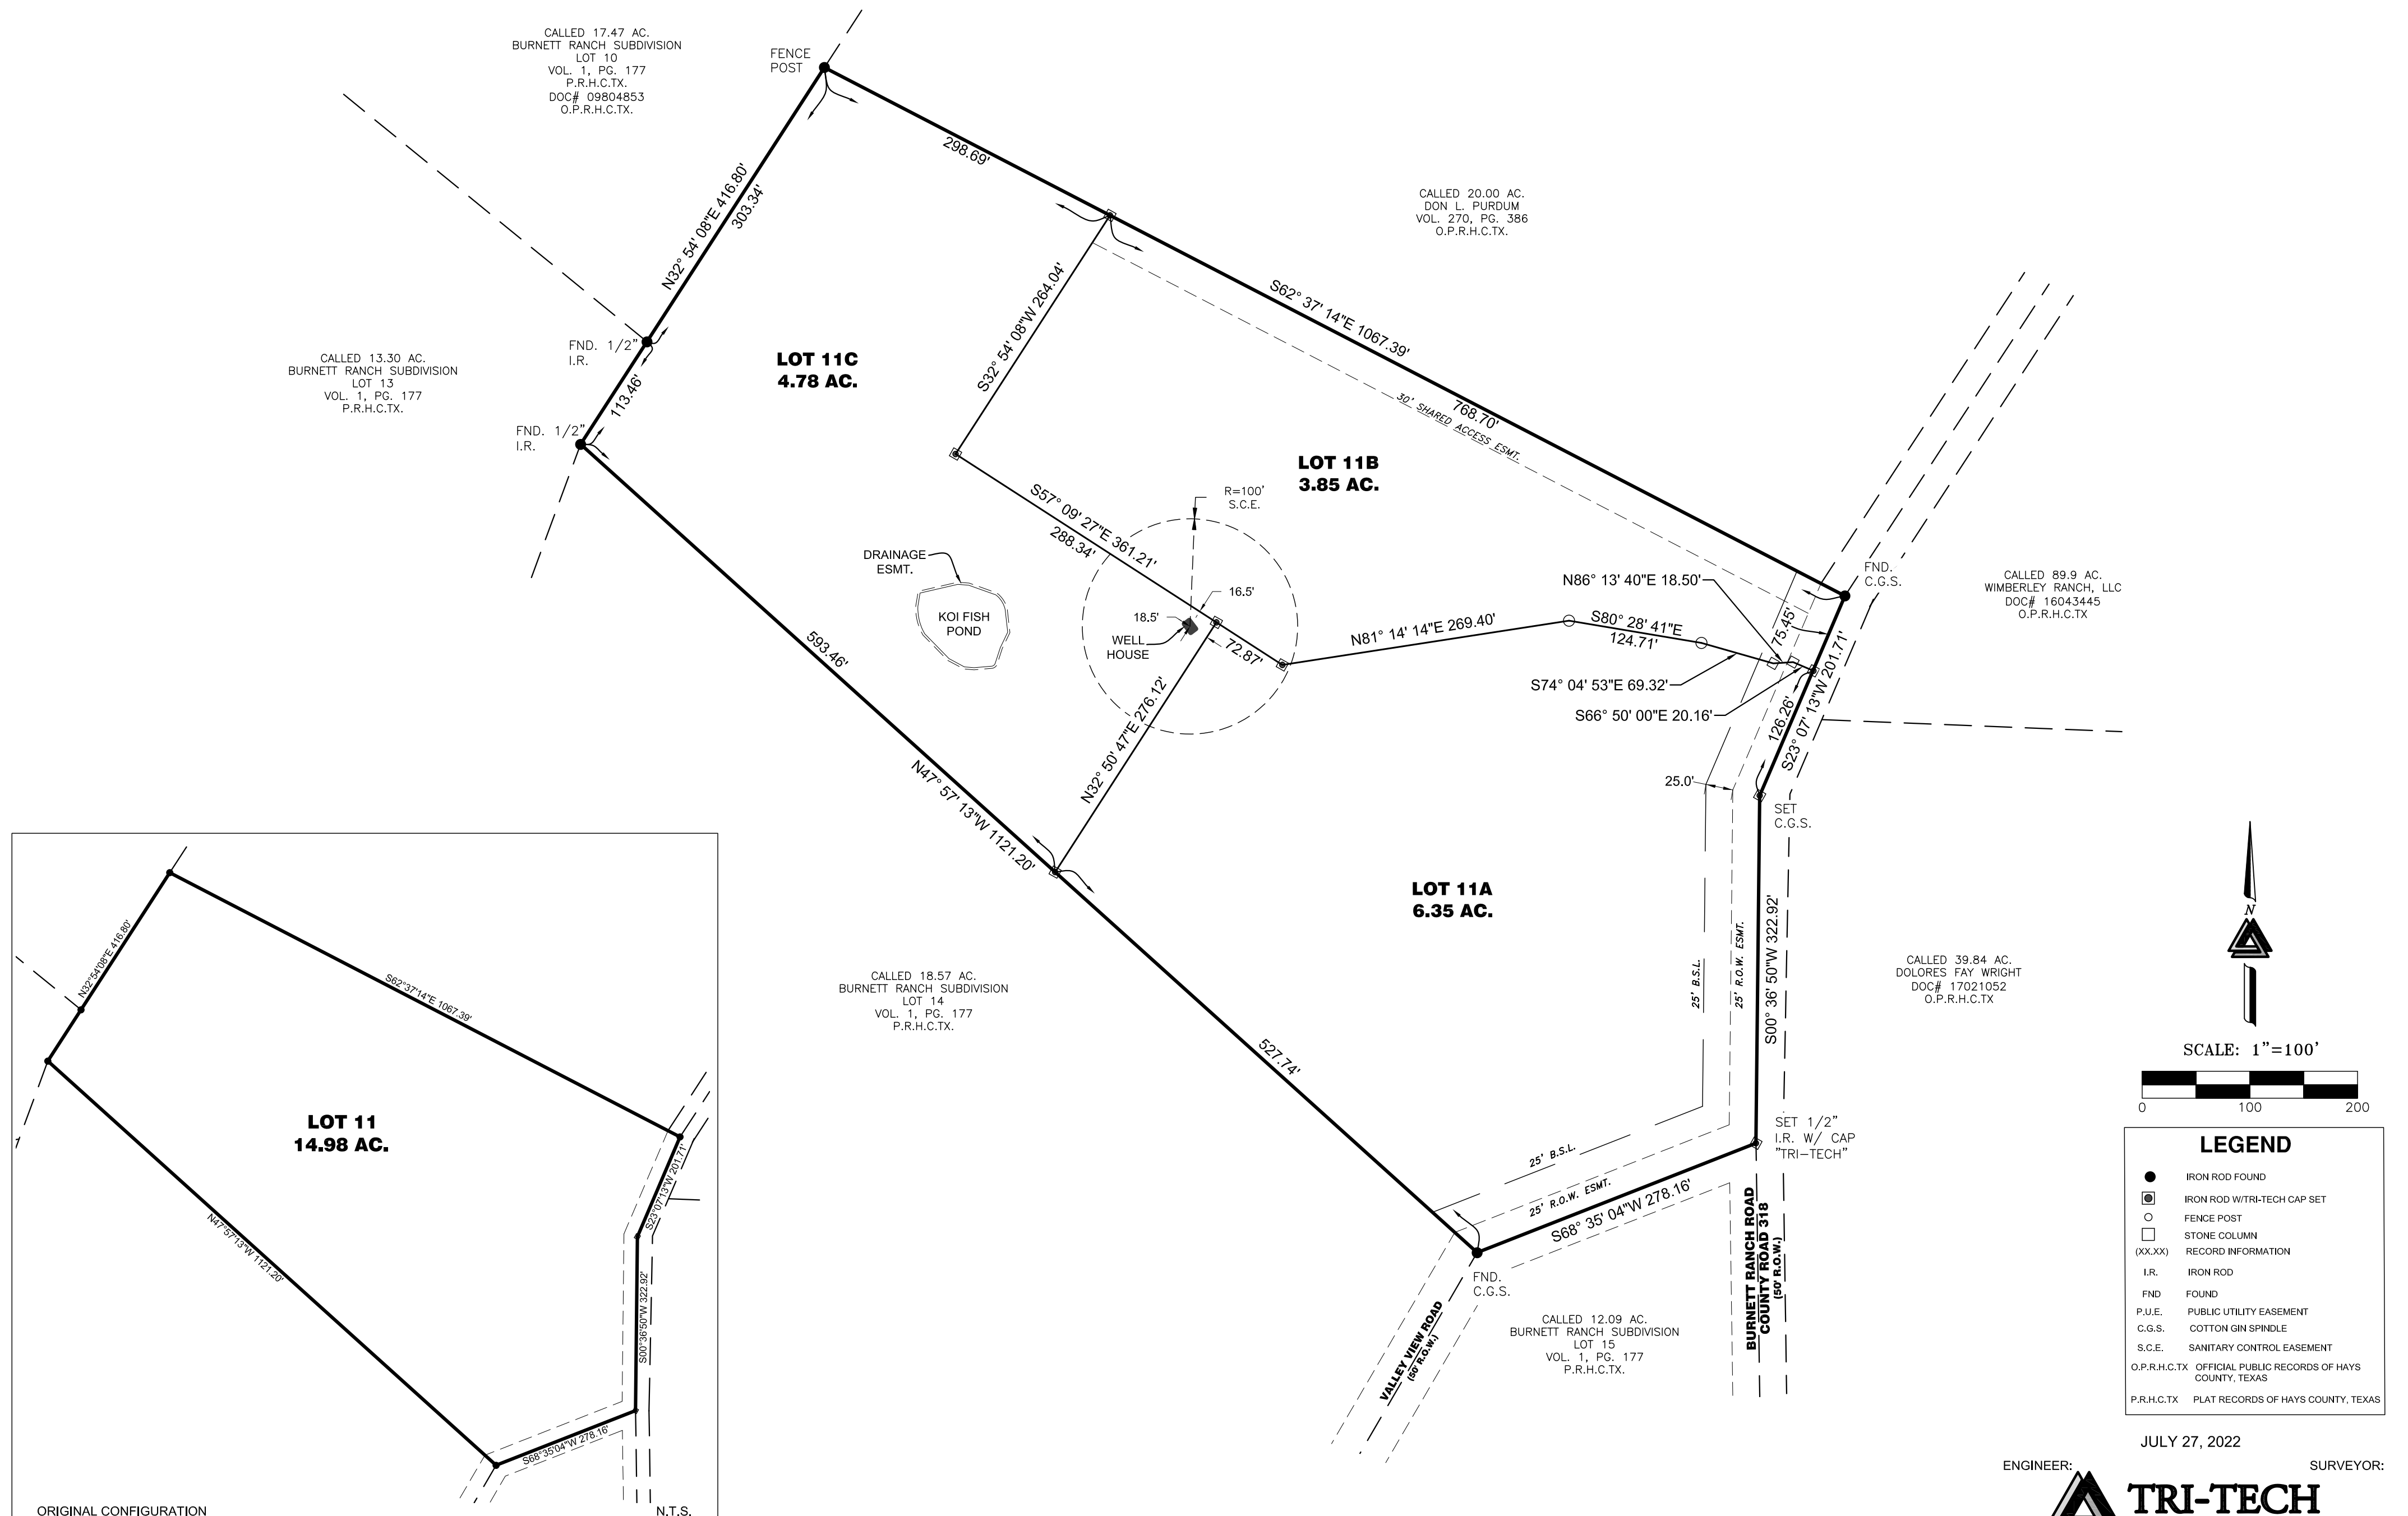 CALLED 17.47 AC.
BURNETT RANCH SUBDIVISION
LOT 10
VOL. 1, PG. 177
P.R.H.C.TX.
DOC# 09804853
O.P.R.H.C.TX.
FENCE
POST
298.69'
N32° 54' 08"E 416.80'
303.34'
CALLED 20.00 AC.
DON L. PURDUM
VOL. 270, PG. 386
O.P.R.H.C.TX.
S62° 37' 14"E 1067.39'
768.70'
30' SHARED ACCESS ESMT.
S32° 54' 08"W 264.04'
FND. 1/2"
I.R.
LOT 11C
4.78 AC.
CALLED 13.30 AC.
BURNETT RANCH SUBDIVISION
LOT 13
VOL. 1, PG. 177
P.R.H.C.TX.
113.46'
FND. 1/2"
I.R.
LOT 11B
3.85 AC.
R=100'
S.C.E.
S57° 09' 27"E 361.21'
288.34'
DRAINAGE
ESMT.
KOI FISH
POND
16.5'
18.5'
WELL
HOUSE
72.87'
N81° 14' 14"E 269.40'
S80° 28' 41"E
124.71'
N86° 13' 40"E 18.50'
S74° 04' 53"E 69.32'
S66° 50' 00"E 20.16'
75.45'
FND.
C.G.S.
S23° 07' 13"W 201.71'
126.26'
CALLED 89.9 AC.
WIMBERLEY RANCH, LLC
DOC# 16043445
O.P.R.H.C.TX
593.46'
N47° 57' 13"W 1121.20'
N32° 50' 47"E 276.12'
25.0'
SET
C.G.S.
LOT 11A
6.35 AC.
25' B.S.L.
25' R.O.W. ESMT.
S00° 36' 50"W 322.92'
CALLED 39.84 AC.
DOLORES FAY WRIGHT
DOC# 17021052
O.P.R.H.C.TX
CALLED 18.57 AC.
BURNETT RANCH SUBDIVISION
LOT 14
VOL. 1, PG. 177
P.R.H.C.TX.
527.74'
25' B.S.L.
25' R.O.W. ESMT.
S68° 35' 04"W 278.16'
SET 1/2"
I.R. W/ CAP
"TRI-TECH"
FND.
C.G.S.
VALLEY VIEW ROAD
(50' R.O.W.)
BURNETT RANCH ROAD
COUNTY ROAD 318
(50' R.O.W.)
CALLED 12.09 AC.
BURNETT RANCH SUBDIVISION
LOT 15
VOL. 1, PG. 177
P.R.H.C.TX.
N32°54'08"E 416.80'
S62°37'14"E 1067.39'
LOT 11
14.98 AC.
S23°07'13"W 201.71'
N47°57'13"W 1121.20'
S00°36'50"W 322.92'
S68°35'04"W 278.16'
ORIGINAL CONFIGURATION
N.T.S.
N
SCALE: 1"=100'
0 100 200
LEGEND
IRON ROD FOUND
IRON ROD W/TRI-TECH CAP SET
FENCE POST
STONE COLUMN
(XX.XX) RECORD INFORMATION
I.R. IRON ROD
FND FOUND
P.U.E. PUBLIC UTILITY EASEMENT
C.G.S. COTTON GIN SPINDLE
S.C.E. SANITARY CONTROL EASEMENT
O.P.R.H.C.TX OFFICIAL PUBLIC RECORDS OF HAYS
COUNTY, TEXAS
P.R.H.C.TX PLAT RECORDS OF HAYS COUNTY, TEXAS
JULY 27, 2022
ENGINEER: SURVEYOR:
TRI-TECH